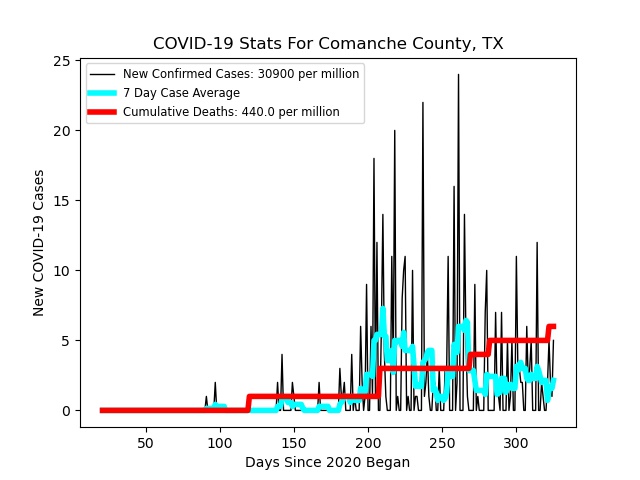 COVID-19 Stats For Comanche County, TX
New Confirmed Cases: 30900 per million
7 Day Case Average
Cumulative Deaths: 440.0 per million
New COVID-19 Cases
25
20
15
10
5
0
50 100 150 200 250 300
Days Since 2020 Began